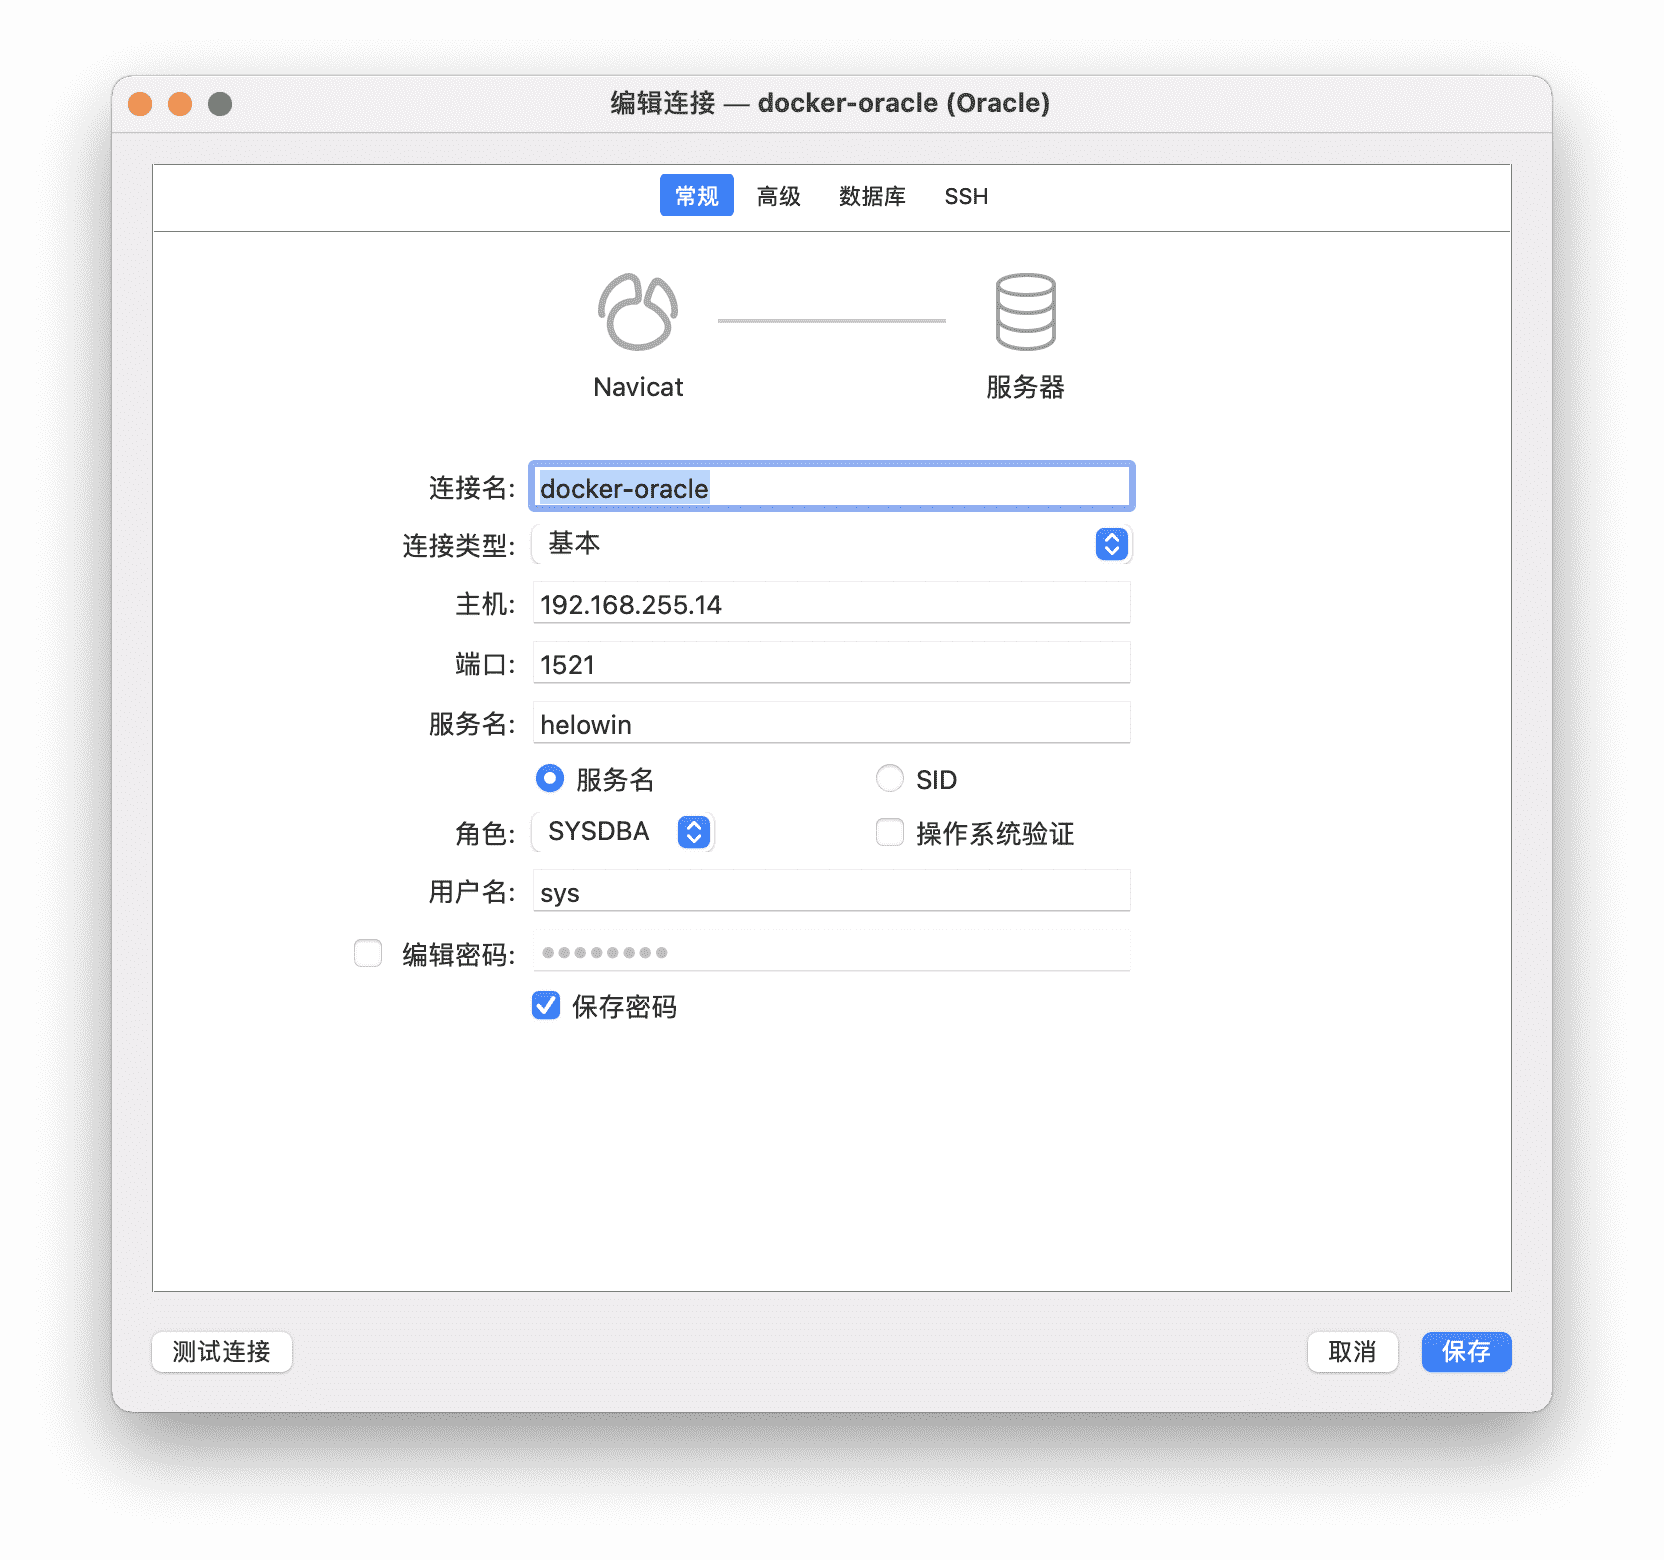 编辑连接 — docker-oracle (Oracle)
常规 高级 数据库 SSH
Navicat 服务器
连接名: docker-oracle
连接类型: 基本
主机: 192.168.255.14
端口: 1521
服务名: helowin
服务名 SID
角色: SYSDBA 操作系统验证
用户名: sys
编辑密码: ••••••••
保存密码
测试连接 取消 保存